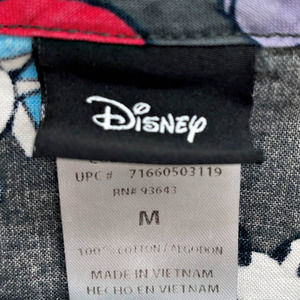 Disney
UPC# 71660503119
RN# 93643
M
100% COTTON/ALGODON
MADE IN VIETNAM
HECHO EN VIETNAM